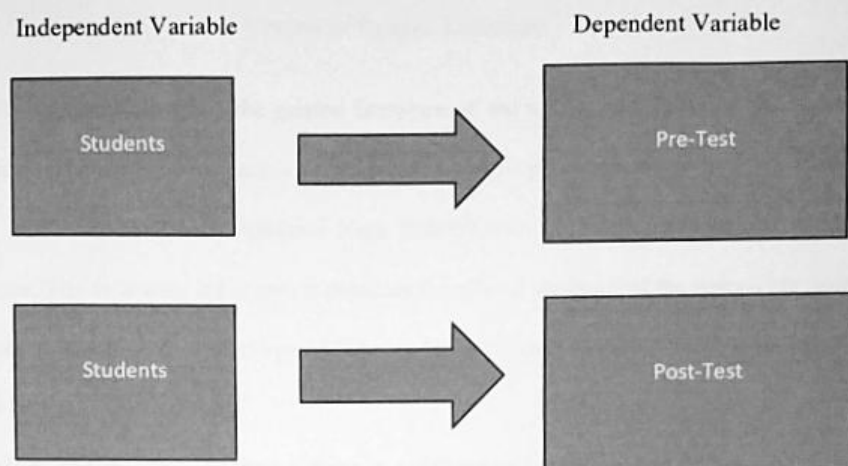 Independent Variable
Dependent Variable
Students
Pre-Test
Students
Post-Test